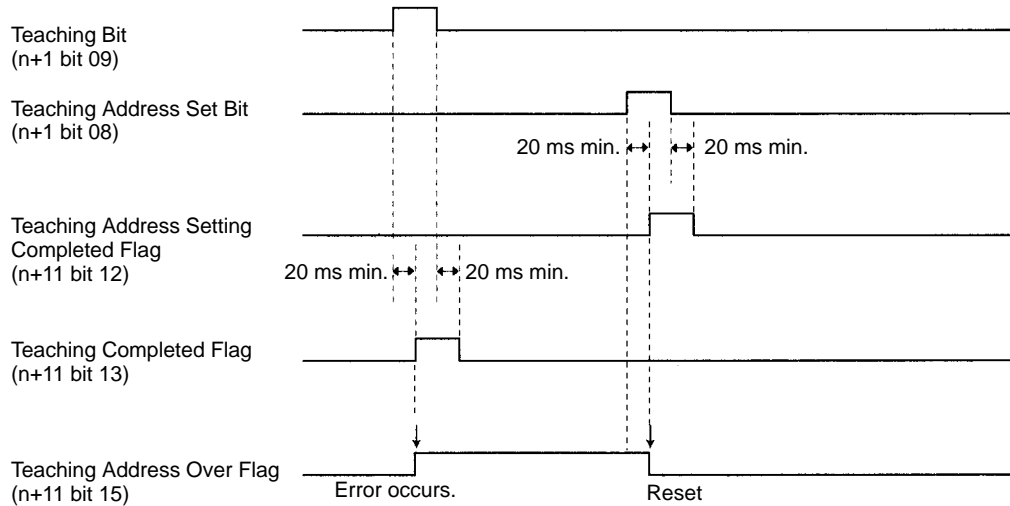 Teaching Bit
(n+1 bit 09)
Teaching Address Set Bit
(n+1 bit 08)
20 ms min. 20 ms min.
Teaching Address Setting
Completed Flag
(n+11 bit 12)
20 ms min. 20 ms min.
Teaching Completed Flag
(n+11 bit 13)
Teaching Address Over Flag
(n+11 bit 15)
Error occurs. Reset